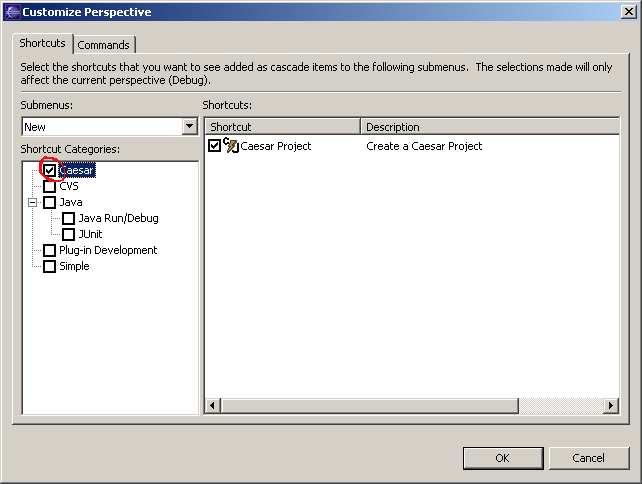 Customize Perspective
Shortcuts
Commands
Select the shortcuts that you want to see added as cascade items to the following submenus.  The selections made will only
affect the current perspective (Debug).
Submenus:
Shortcuts:
New
Shortcut Categories:
Caesar
CVS
Java
Java Run/Debug
JUnit
Plug-in Development
Simple
Shortcut
Description
Caesar Project
Create a Caesar Project
OK
Cancel